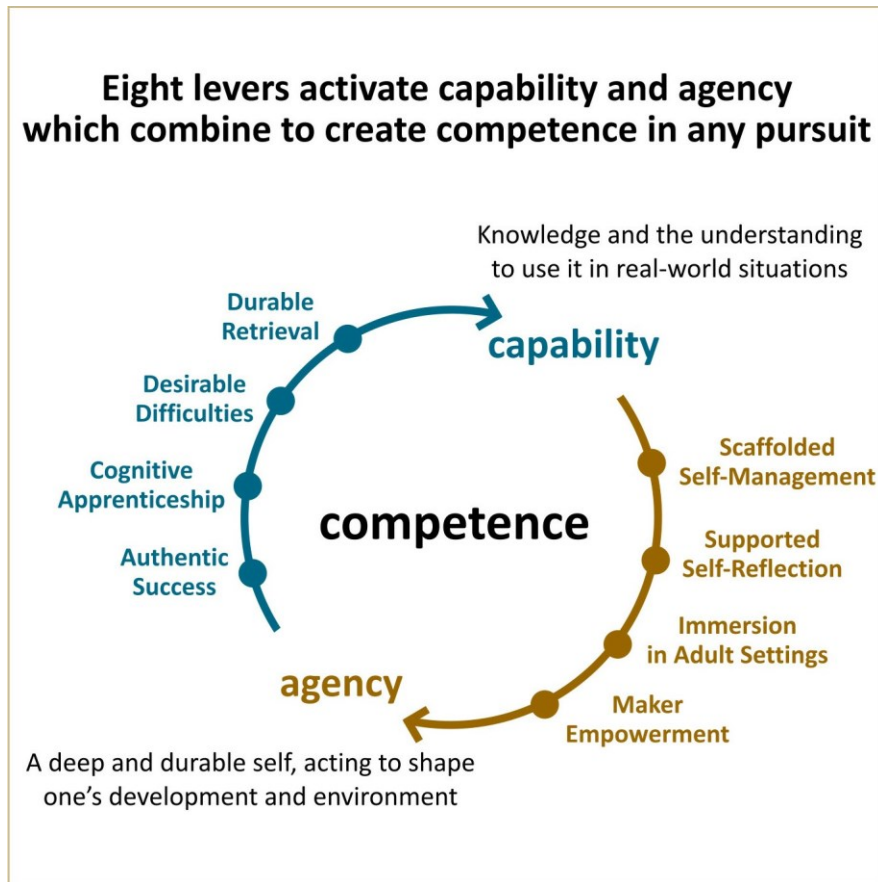 Eight levers activate capability and agency
which combine to create competence in any pursuit
Knowledge and the understanding
to use it in real-world situations
Durable
Retrieval
capability
Desirable
Difficulties
Scaffolded
Self-Management
Cognitive
Apprenticeship
competence
Supported
Self-Reflection
Authentic
Success
Immersion
in Adult Settings
agency
Maker
Empowerment
A deep and durable self, acting to shape
one’s development and environment